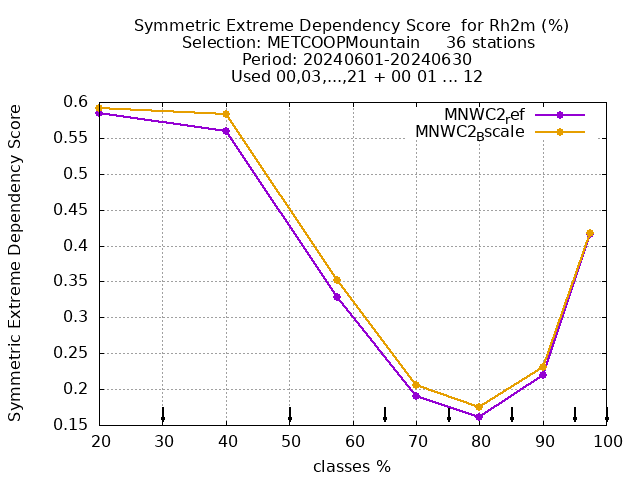 Symmetric Extreme Dependency Score  for Rh2m (%)
Selection: METCOOPMountain     36 stations
Period: 20240601-20240630
Used 00,03,...,21 + 00 01 ... 12
Symmetric Extreme Dependency Score
0.6
0.55
0.5
0.45
0.4
0.35
0.3
0.25
0.2
0.15
MNWC2ref
MNWC2Bscale
20 30 40 50 60 70 80 90 100
classes %